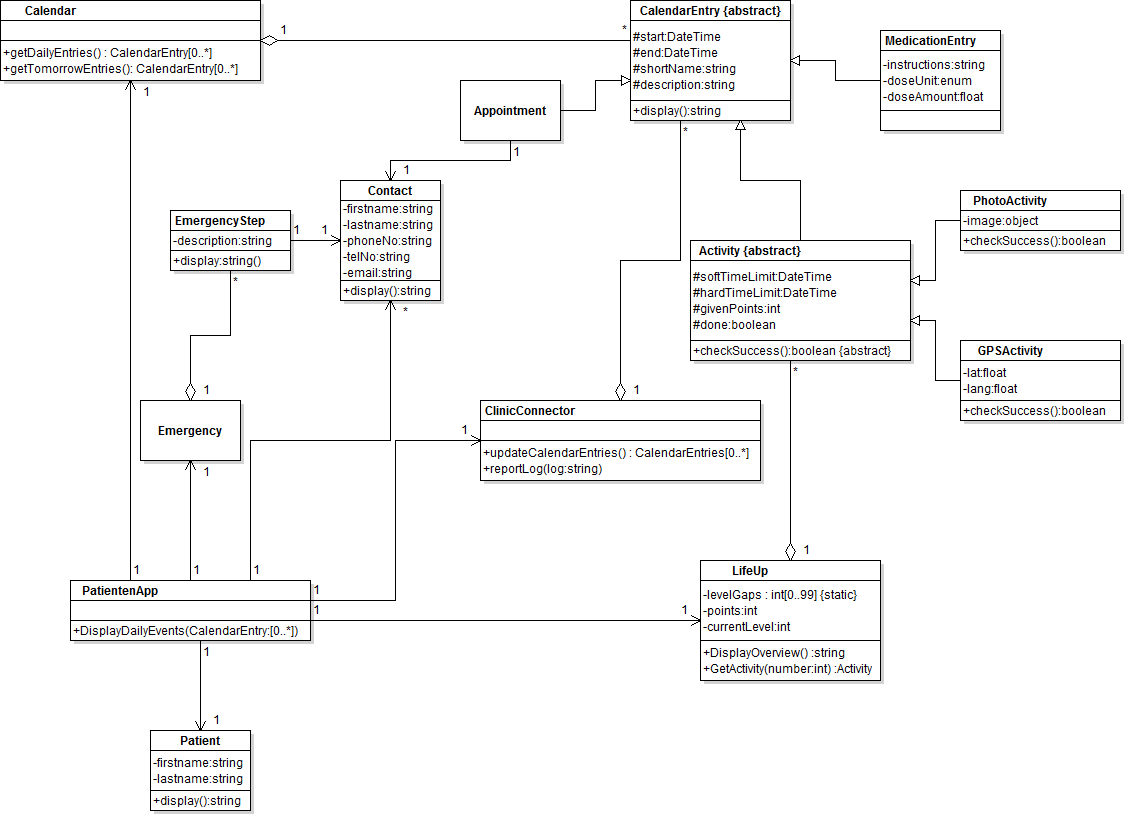 Calendar
+getDailyEntries() : CalendarEntry[0..*]
+getTomorrowEntries(): CalendarEntry[0..*]
1
*
1
CalendarEntry {abstract}
#start:DateTime
#end:DateTime
#shortName:string
#description:string
+display():string
*
MedicationEntry
-instructions:string
-doseUnit:enum
-doseAmount:float
Appointment
1
1
Contact
-firstname:string
-lastname:string
-phoneNo:string
-telNo:string
-email:string
+display():string
*
EmergencyStep
-description:string
+display:string()
1
1
*
1
Emergency
1
PhotoActivity
-image:object
+checkSuccess():boolean
Activity {abstract}
#softTimeLimit:DateTime
#hardTimeLimit:DateTime
#givenPoints:int
#done:boolean
+checkSuccess():boolean {abstract}
*
GPSActivity
-lat:float
-lang:float
+checkSuccess():boolean
1
1
ClinicConnector
+updateCalendarEntries() : CalendarEntries[0..*]
+reportLog(log:string)
1
LifeUp
-levelGaps : int[0..99] {static}
-points:int
-currentLevel:int
+DisplayOverview() :string
+GetActivity(number:int) :Activity
1
1
1
1
PatientenApp
+DisplayDailyEvents(CalendarEntry:[0..*])
1
1
1
1
1
Patient
-firstname:string
-lastname:string
+display():string